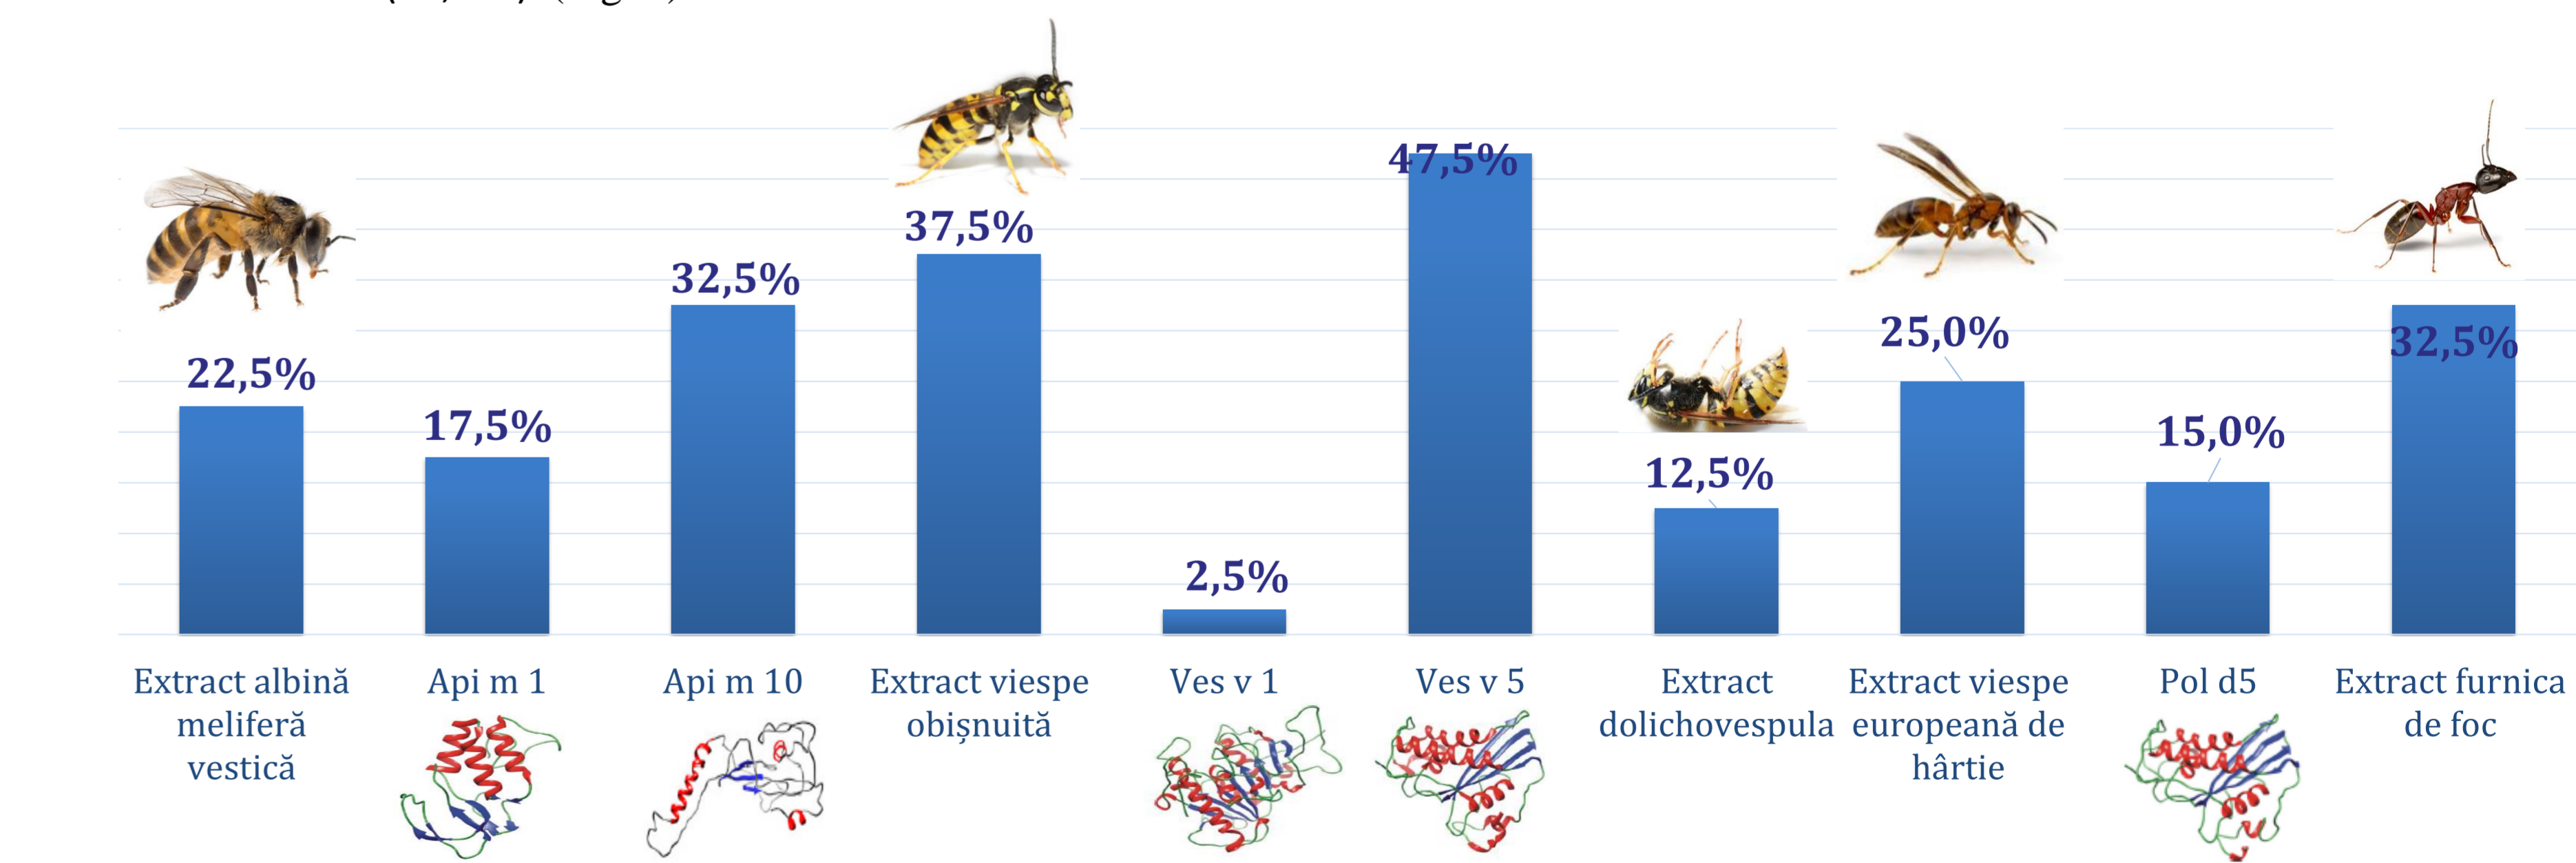 47,5%
37,5%
32,5%
25,0%
32,5%
22,5%
17,5%
15,0%
12,5%
2,5%
Extract albină
meliferă
vestică
Api m 1
Api m 10
Extract viespe
obișnuită
Ves v 1
Ves v 5
Extract
dolichovespula
Extract viespe
europeană de
hârtie
Pol d5
Extract furnica
de foc